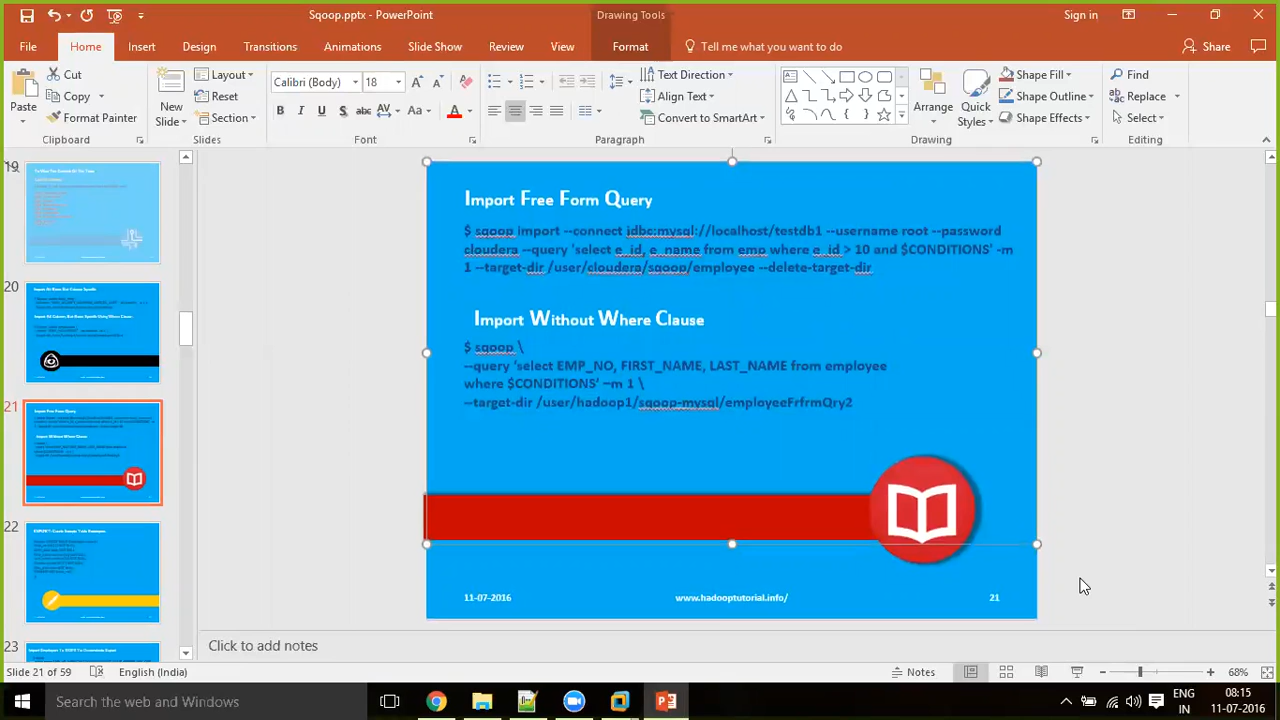 Sqoop.pptx - PowerPoint
Drawing Tools
Sign in
File
Home
Insert
Design
Transitions
Animations
Slide Show
Review
View
Format
Tell me what you want to do
Share
Paste
Cut
Copy
Format Painter
Clipboard
New Slide
Layout
Reset
Section
Slides
Calibri (Body)
18
Font
Text Direction
Align Text
Convert to SmartArt
Paragraph
Arrange
Quick Styles
Shape Fill
Shape Outline
Shape Effects
Drawing
Find
Replace
Select
Editing
19
20
21
22
23
Import Free Form Query
$ sqoop import --connect jdbc:mysql://localhost/testdb1 --username root --password
cloudera --query 'select e_id, e_name from emp where e_id > 10 and $CONDITIONS' -m
1 --target-dir /user/cloudera/sqoop/employee --delete-target-dir
Import Without Where Clause
$ sqoop \
--query 'select EMP_NO, FIRST_NAME, LAST_NAME from employee
where $CONDITIONS' –m 1 \
--target-dir /user/hadoop1/sqoop-mysql/employeeFrfrmQry2
11-07-2016
www.hadooptutorial.info/
21
Click to add notes
Slide 21 of 59
English (India)
Notes
68%
Search the web and Windows
ENG
IN
08:15
11-07-2016